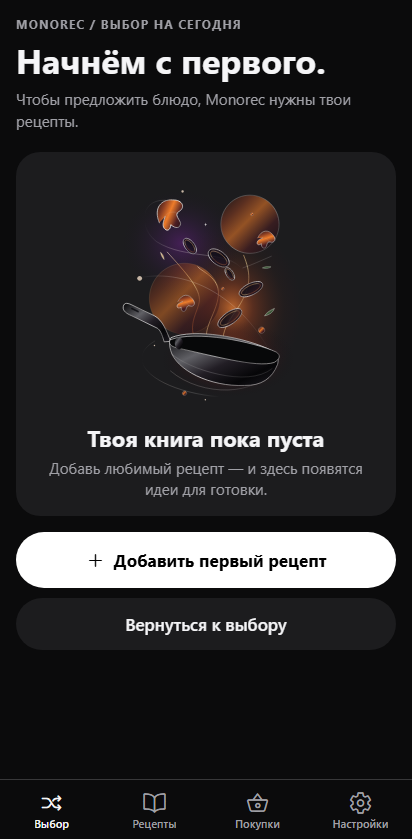 MONOREC / ВЫБОР НА СЕГОДНЯ
Начнём с первого.
Чтобы предложить блюдо, Monorec нужны твои
рецепты.
Твоя книга пока пуста
Добавь любимый рецепт — и здесь появятся
идеи для готовки.
+ Добавить первый рецепт
Вернуться к выбору
Выбор
Рецепты
Покупки
Настройки